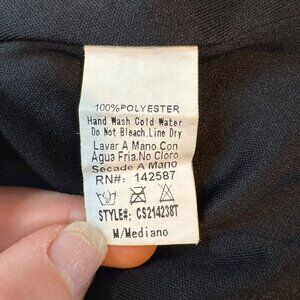 100%POLYESTER
Hand Wash Cold Water
Do Not Bleach.Line Dry
Lavar A Mano Con
Agua Fria.No Cloro
Secade A Mano
RN#: 142587
STYLE#: CS214238T
M/Mediano